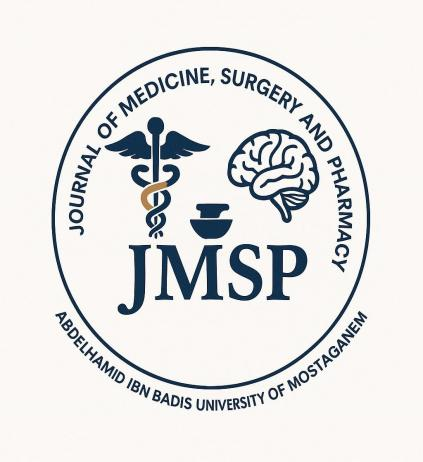 JOURNAL OF MEDICINE, SURGERY AND PHARMACY
JMSP
ABDELHAMID IBN BADIS UNIVERSITY OF MOSTAGANEM